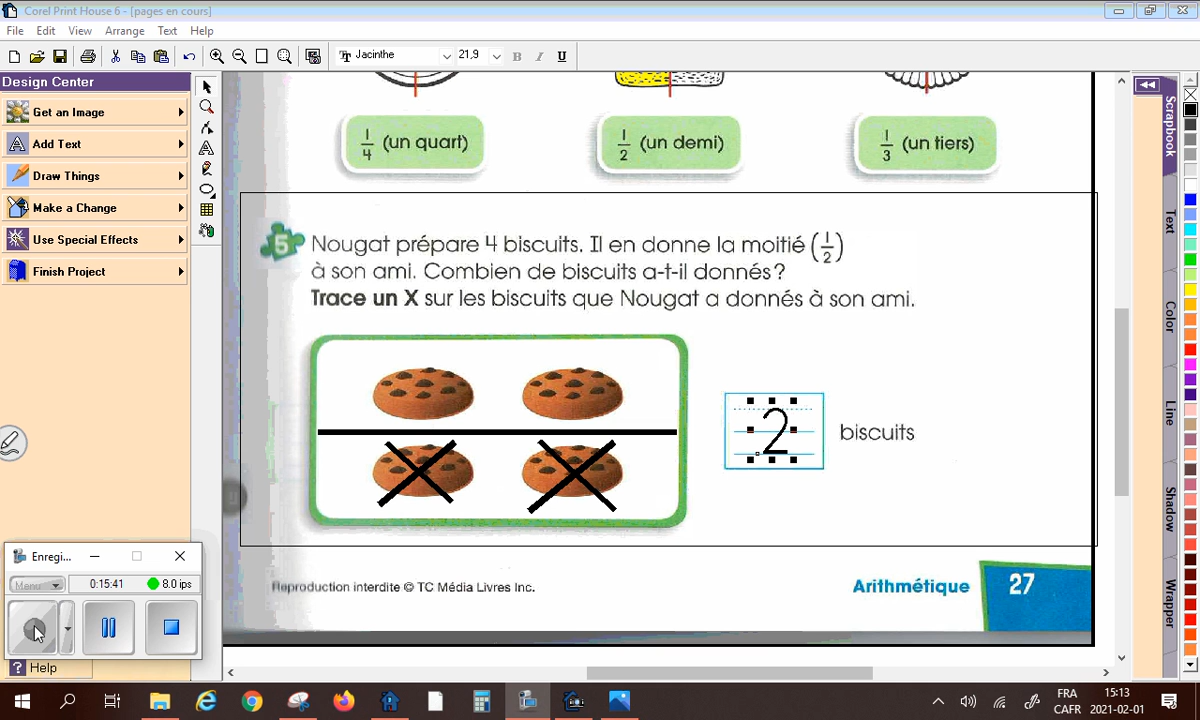 Corel Print House 6 - [pages en cours]
File Edit View Arrange Text Help
Jacinthe 21,9 B I U
Design Center
Get an Image
Add Text
Draw Things
Make a Change
Use Special Effects
Finish Project
Help
1/4 (un quart)
1/2 (un demi)
1/3 (un tiers)
5 Nougat prépare 4 biscuits. Il en donne la moitié (1/2)
à son ami. Combien de biscuits a-t-il donnés?
Trace un X sur les biscuits que Nougat a donnés à son ami.
2 biscuits
Reproduction interdite © TC Média Livres Inc.
Arithmétique 27
Scrapbook
Text
Color
Line
Shadow
Wrapper
Enregi...
Menu 0:15:41 8.0 ips
FRA
CAFR
15:13
2021-02-01